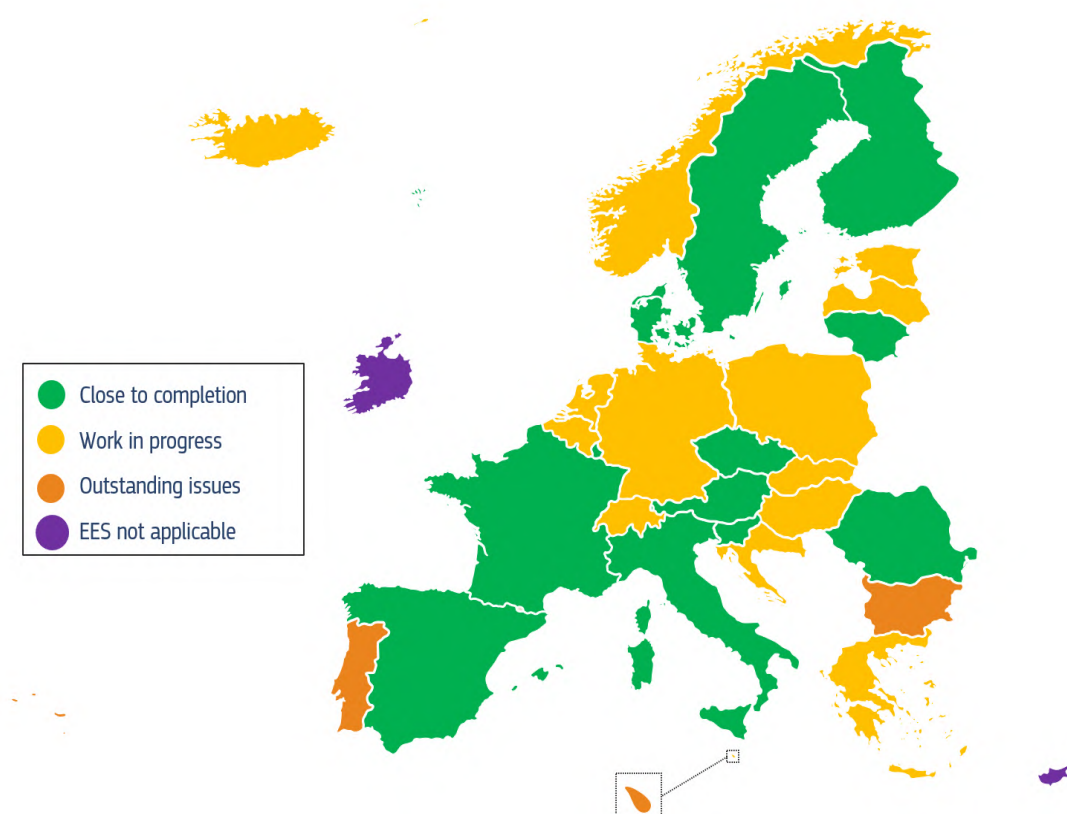 Close to completion
Work in progress
Outstanding issues
EES not applicable